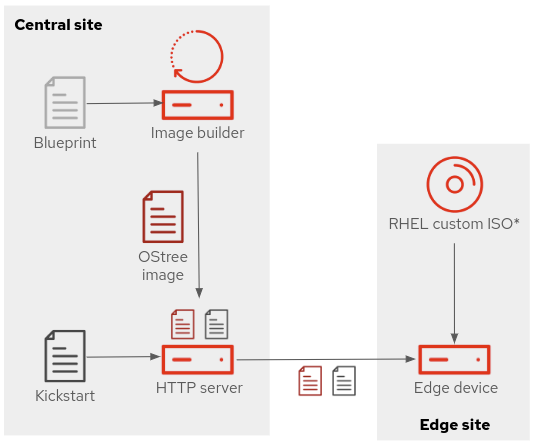 Central site
Blueprint
Image builder
OStree
image
Kickstart
HTTP server
RHEL custom ISO*
Edge device
Edge site